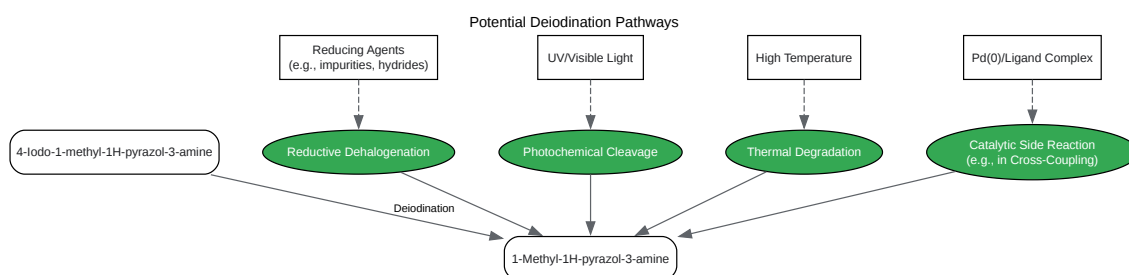 Potential Deiodination Pathways
Reducing Agents
(e.g., impurities, hydrides)
UV/Visible Light
High Temperature
Pd(0)/Ligand Complex
4-Iodo-1-methyl-1H-pyrazol-3-amine
Reductive Dehalogenation
Photochemical Cleavage
Thermal Degradation
Catalytic Side Reaction
(e.g., in Cross-Coupling)
Deiodination
1-Methyl-1H-pyrazol-3-amine